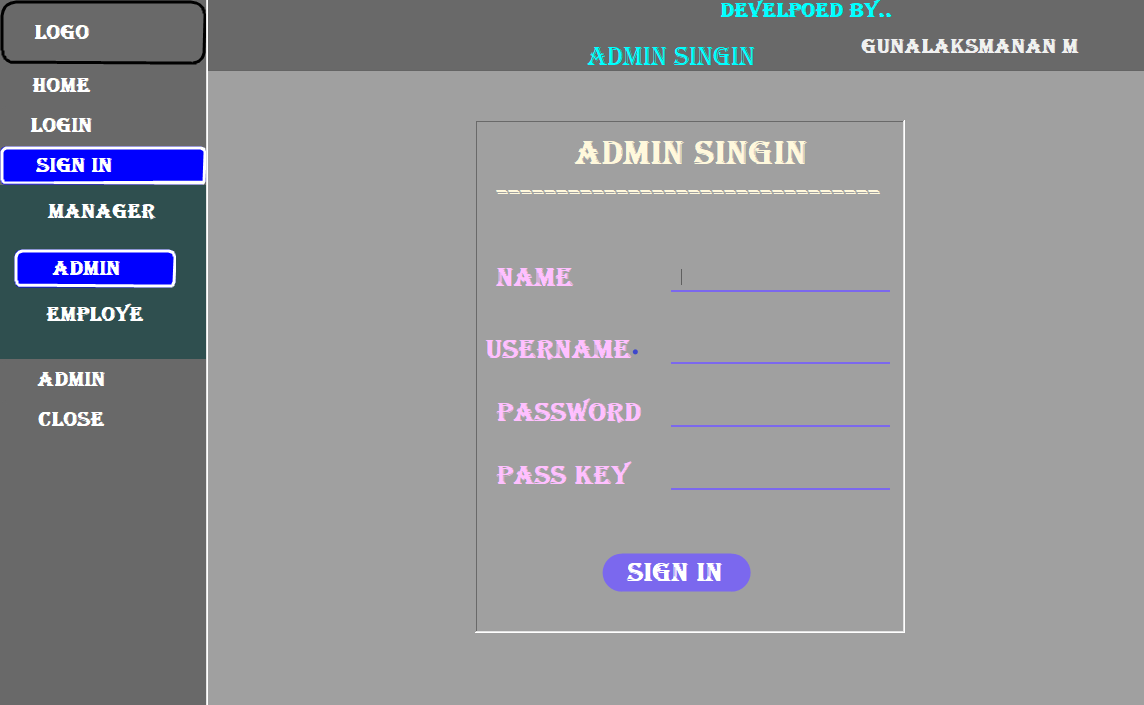 LOGO
HOME
LOGIN
SIGN IN
MANAGER
ADMIN
EMPLOYE
ADMIN
CLOSE
DEVELPOED BY..
GUNALAKSMANAN M
ADMIN SINGIN
ADMIN SINGIN
================================
NAME
USERNAME
PASSWORD
PASS KEY
SIGN IN